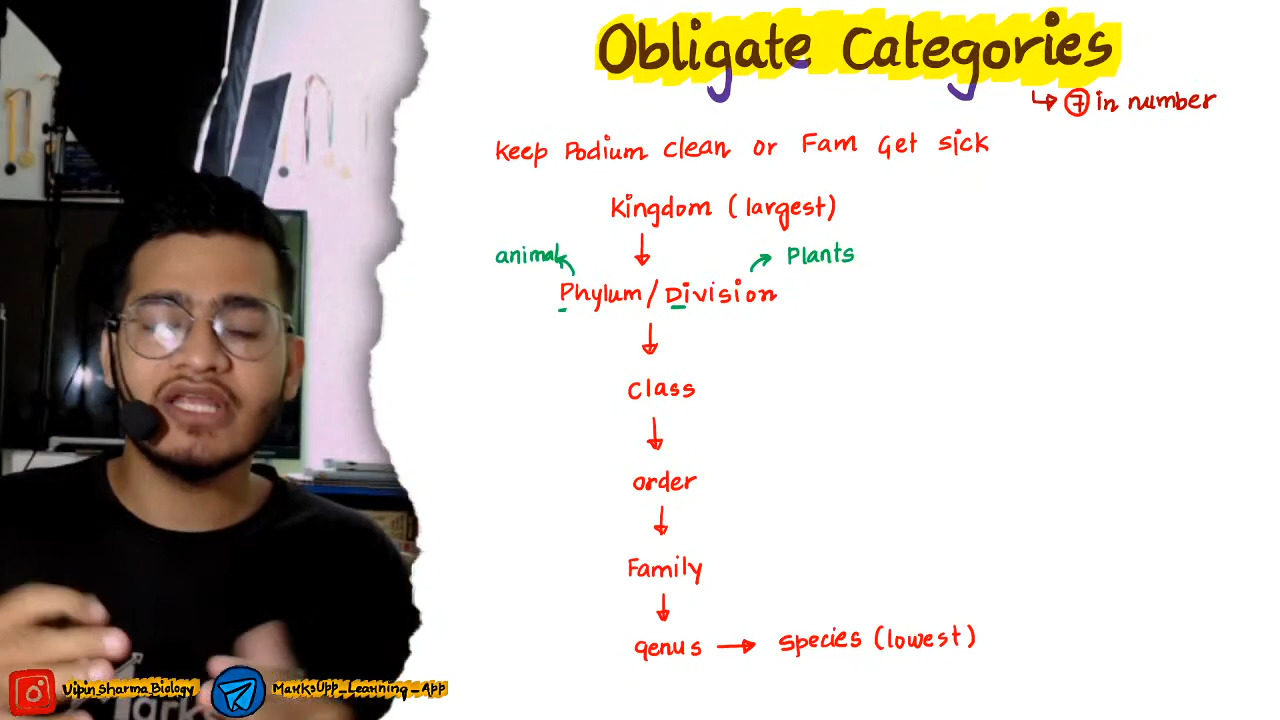 Obligate Categories
↳ 7 in number
keep Podium clean or Fam Get sick
Kingdom (largest)
animal
Plants
Phylum/Division
Class
order
Family
genus → Species (lowest)
Vipin_Sharma_Biology
MarksUpp_Learning_App